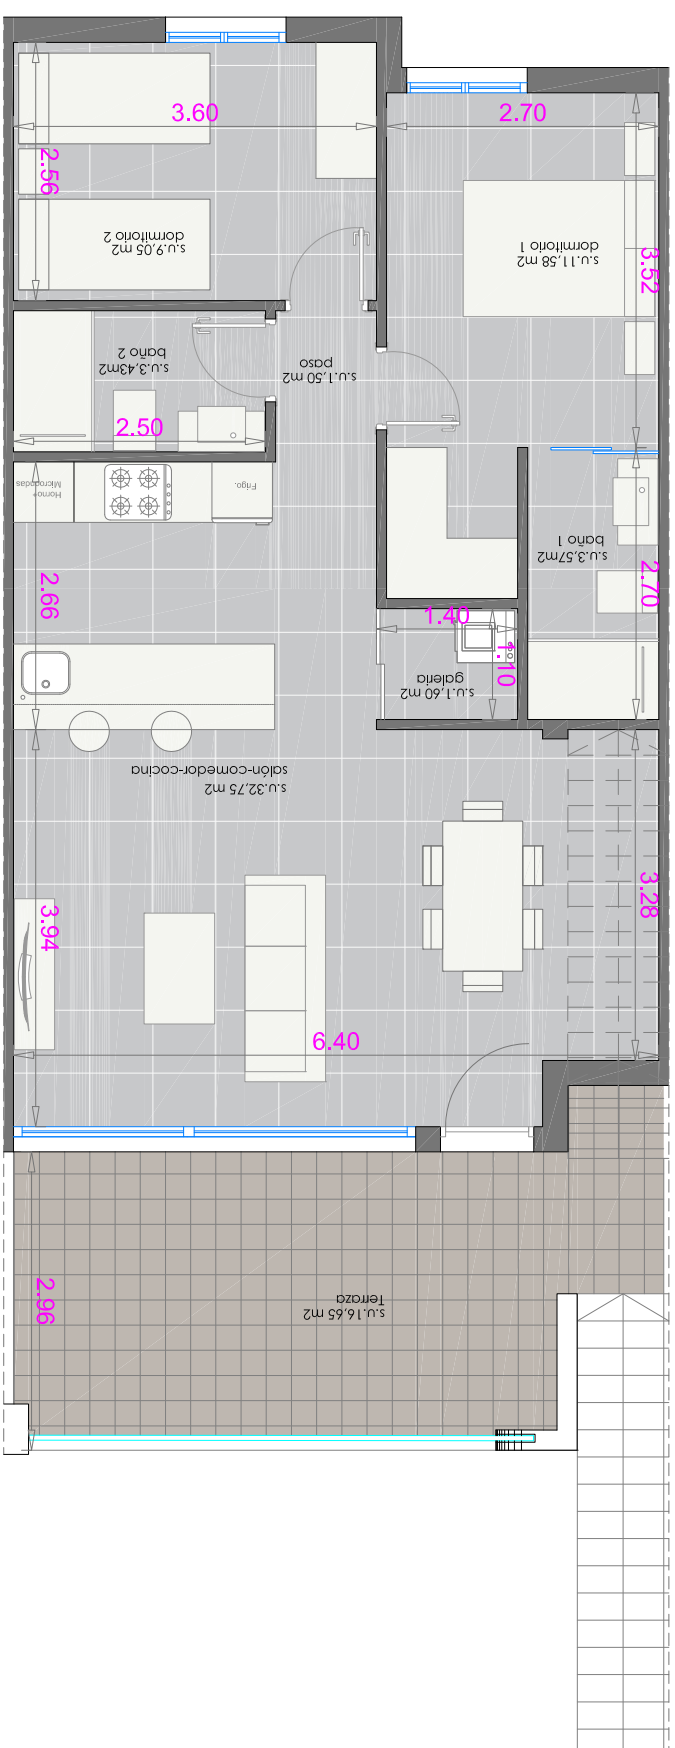 3.60
2.70
2.56
dormitorio 2
s.u.9,05 m2
dormitorio 1
s.u.11,58 m2
3.52
baño 2
s.u.3,43m2
paso
s.u.1,50 m2
2.50
Horno+
Microondas
Frigo.
baño 1
s.u.3,57m2
2.66
2.70
1.40
1.10
galeria
s.u.1,60 m2
salón-comedor-cocina
s.u.32,75 m2
3.94
3.28
6.40
2.96
Terraza
s.u.16,65 m2